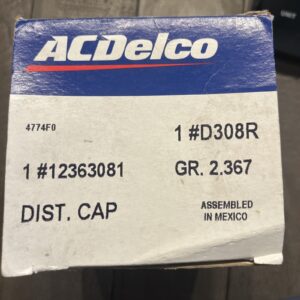 ACDelco
4774F0
1 #D308R
1 #12363081
GR. 2.367
DIST. CAP
ASSEMBLED
IN MEXICO